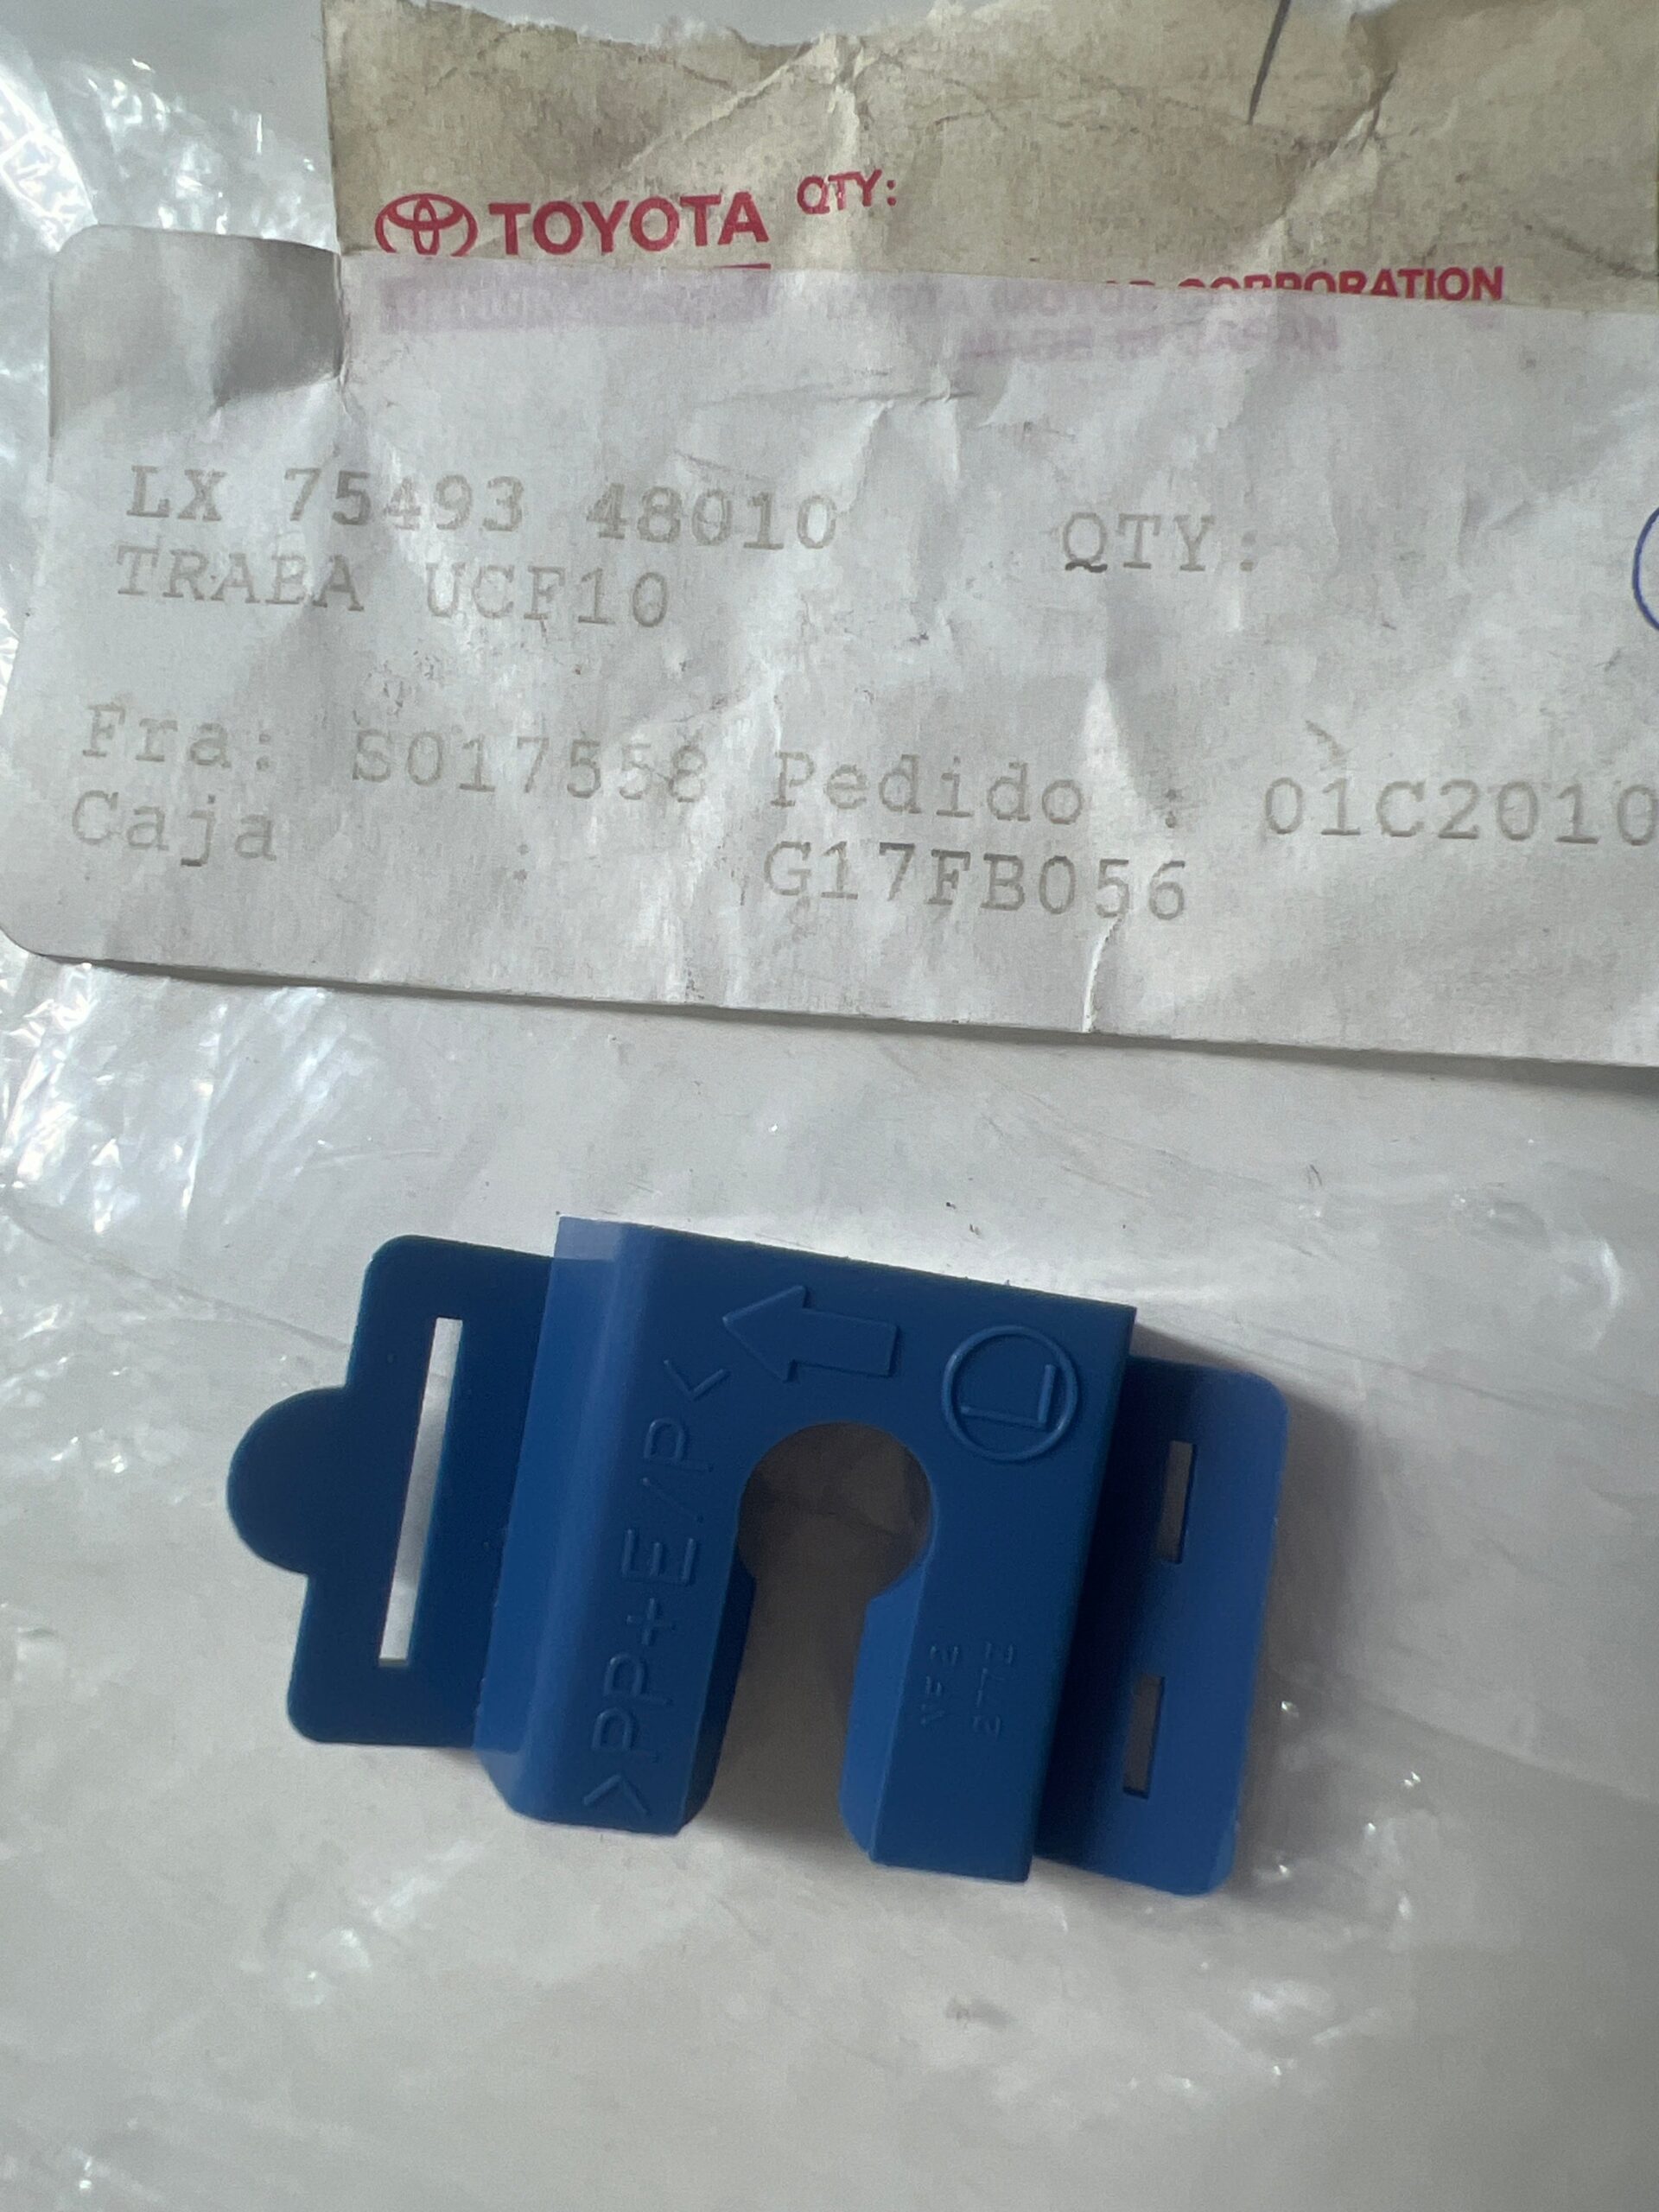 TOYOTA QTY:
CORPORATION
LX 75493 48010 QTY:
TRABA UCF10
Fra: S017558 Pedido : 01C2010
Caja : G17FB056
L
>PP+E/P<